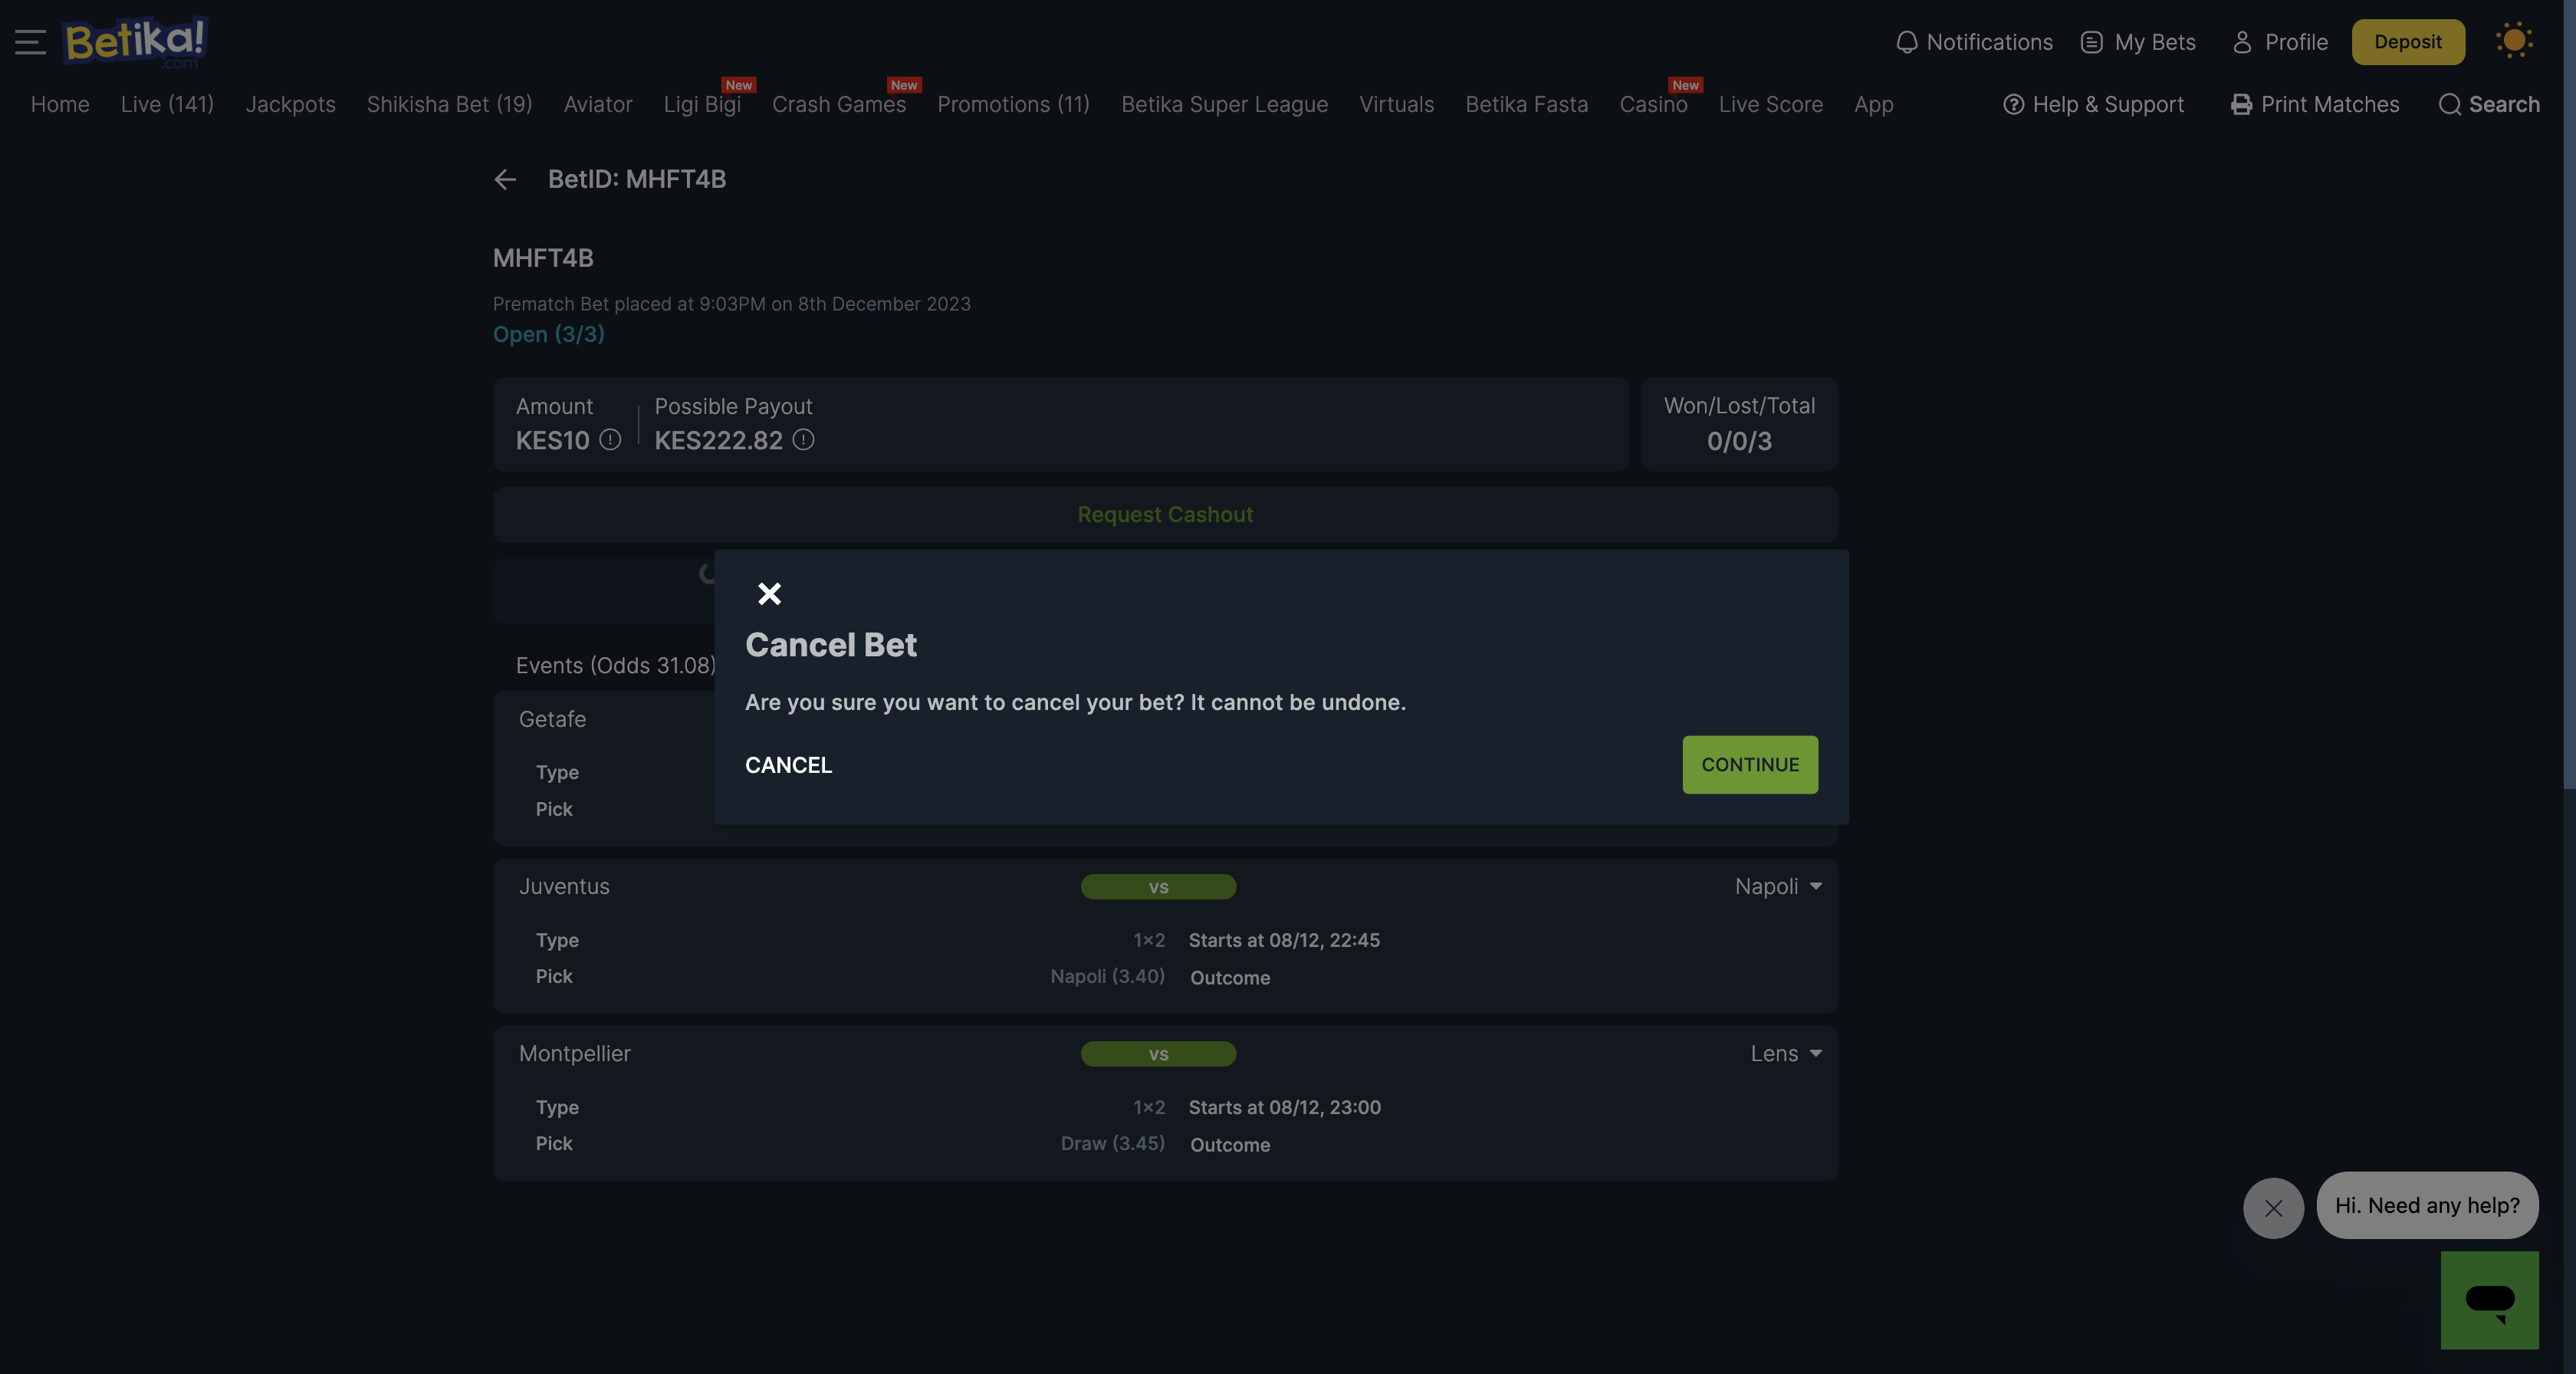 Betika!
.com
Notifications
My Bets
Profile
Deposit
Home
Live (141)
Jackpots
Shikisha Bet (19)
Aviator
Ligi Bigi
New
Crash Games
New
Promotions (11)
Betika Super League
Virtuals
Betika Fasta
Casino
New
Live Score
App
Help & Support
Print Matches
Search
BetID: MHFT4B
MHFT4B
Prematch Bet placed at 9:03PM on 8th December 2023
Open (3/3)
Amount
KES10
Possible Payout
KES222.82
Won/Lost/Total
0/0/3
Request Cashout
Cancel Bet
Are you sure you want to cancel your bet? It cannot be undone.
CANCEL
CONTINUE
Events (Odds 31.08)
Getafe
Type
Pick
Juventus
vs
Napoli
Type
1x2
Starts at 08/12, 22:45
Pick
Napoli (3.40)
Outcome
Montpellier
vs
Lens
Type
1x2
Starts at 08/12, 23:00
Pick
Draw (3.45)
Outcome
Hi. Need any help?